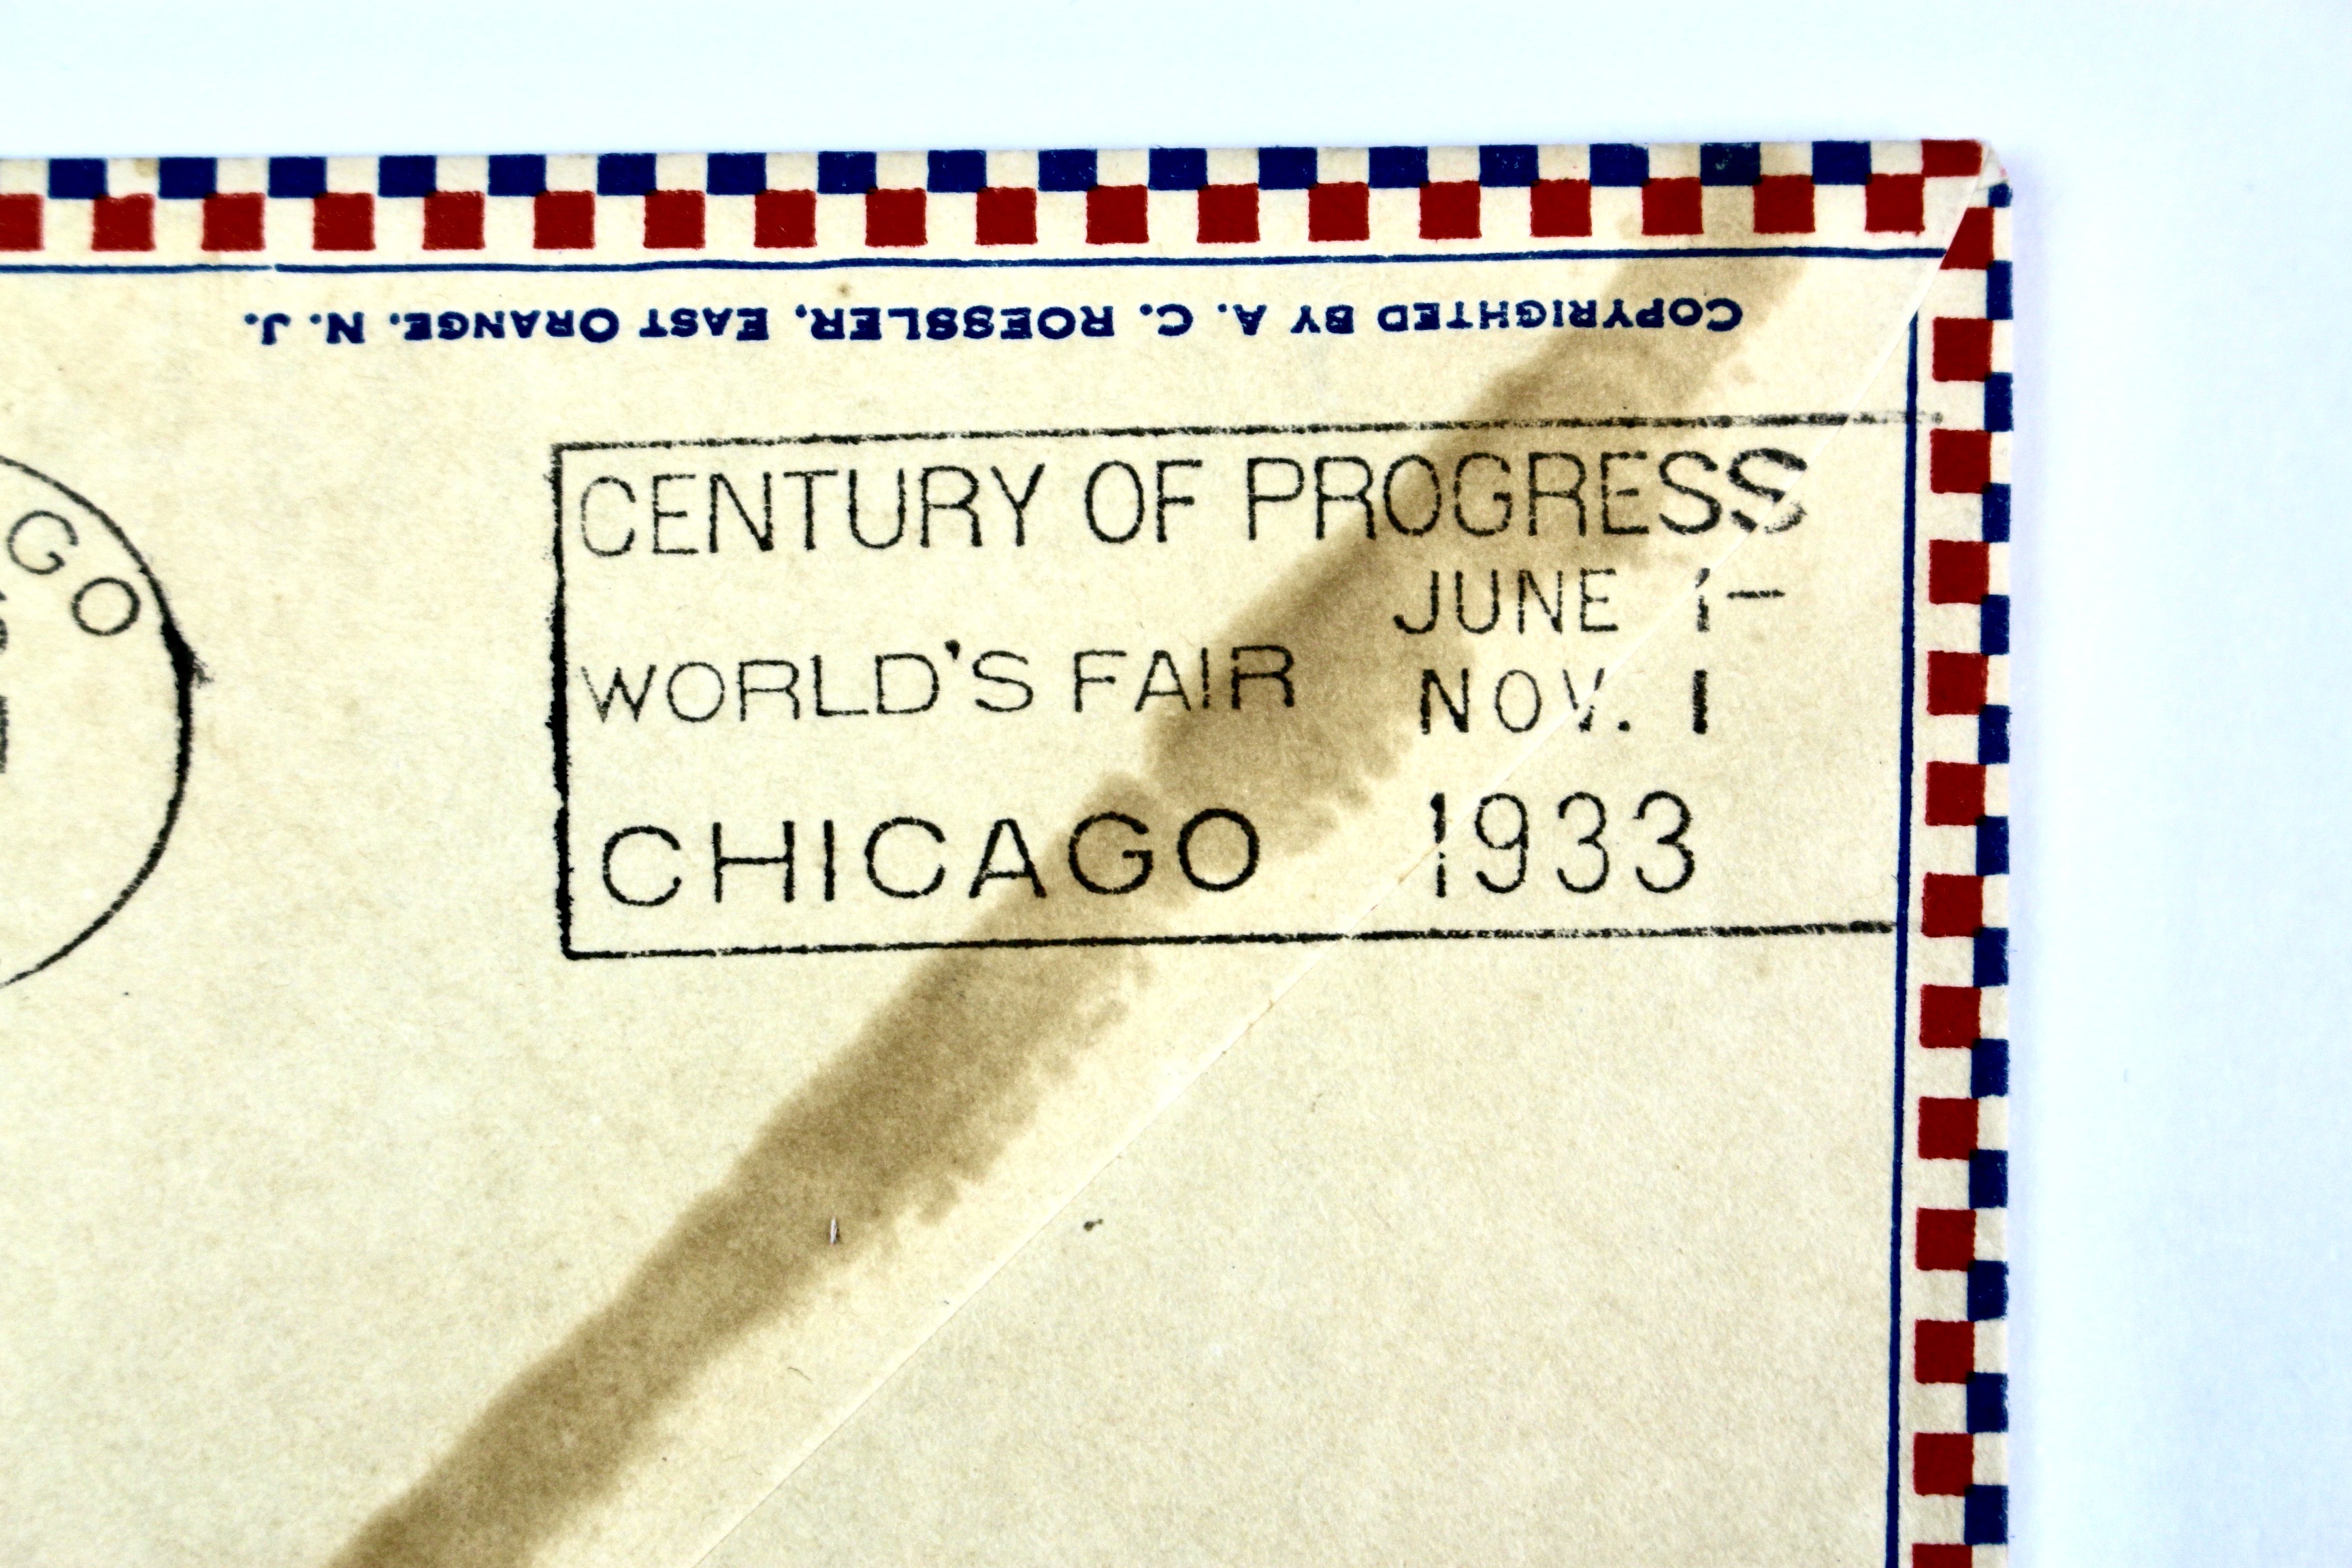 COPYRIGHTED BY A. C. ROESSLER, EAST ORANGE, N. J.
GO
CENTURY OF PROGRESS
JUNE 1-
WORLD'S FAIR NOV. 1
CHICAGO 1933